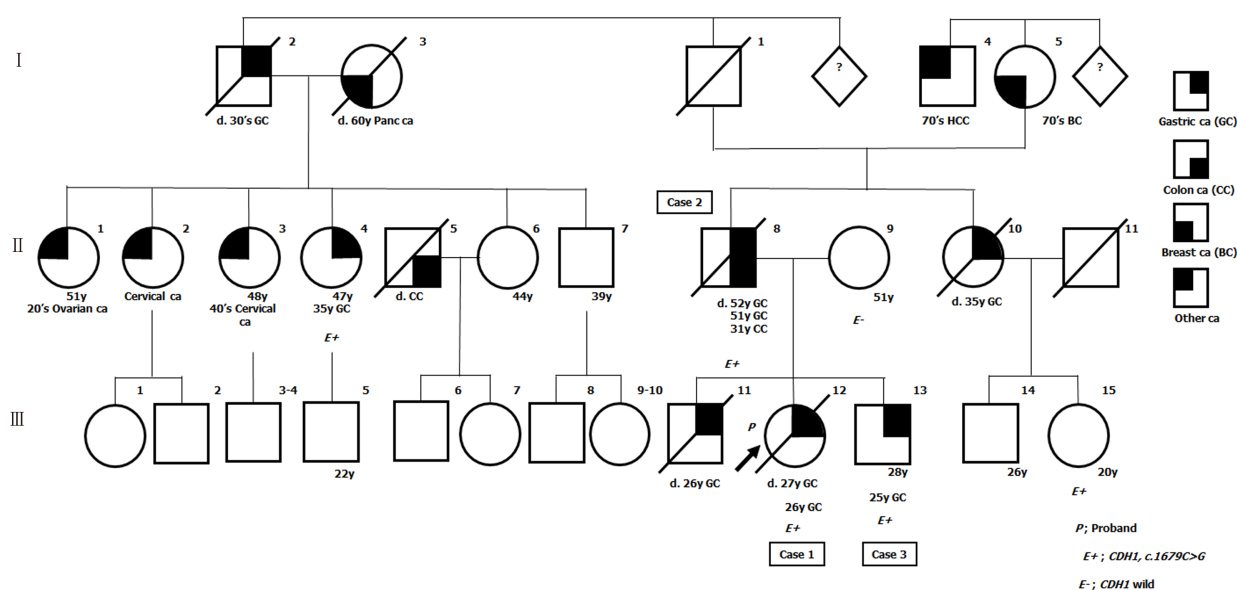 I
2
3
1
?
4
5
?
d. 30's GC
d. 60y Panc ca
70's HCC
70's BC
Gastric ca (GC)
Colon ca (CC)
Breast ca (BC)
Other ca
Case 2
II
1
2
3
4
5
6
7
8
9
10
11
51y
20's Ovarian ca
Cervical ca
48y
40's Cervical
ca
47y
35y GC
E+
d. CC
44y
39y
d. 52y GC
51y GC
31y CC
E+
51y
E-
d. 35y GC
III
1
2
3-4
5
6
7
8
9-10
11
12
13
14
15
P
22y
d. 26y GC
d. 27y GC
26y GC
E+
Case 1
28y
25y GC
E+
Case 3
26y
20y
E+
P; Proband
E+ ; CDH1, c.1679C>G
E- ; CDH1 wild